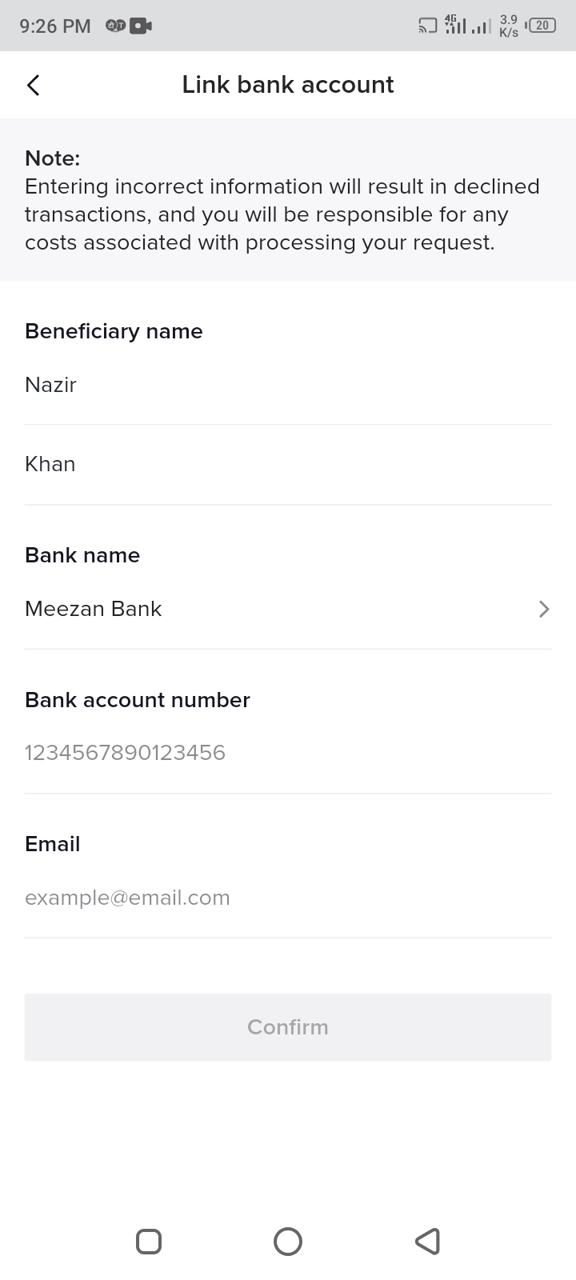 9:26 PM
4G
3.9
K/s
20
Link bank account
Note:
Entering incorrect information will result in declined
transactions, and you will be responsible for any
costs associated with processing your request.
Beneficiary name
Nazir
Khan
Bank name
Meezan Bank
Bank account number
1234567890123456
Email
example@email.com
Confirm